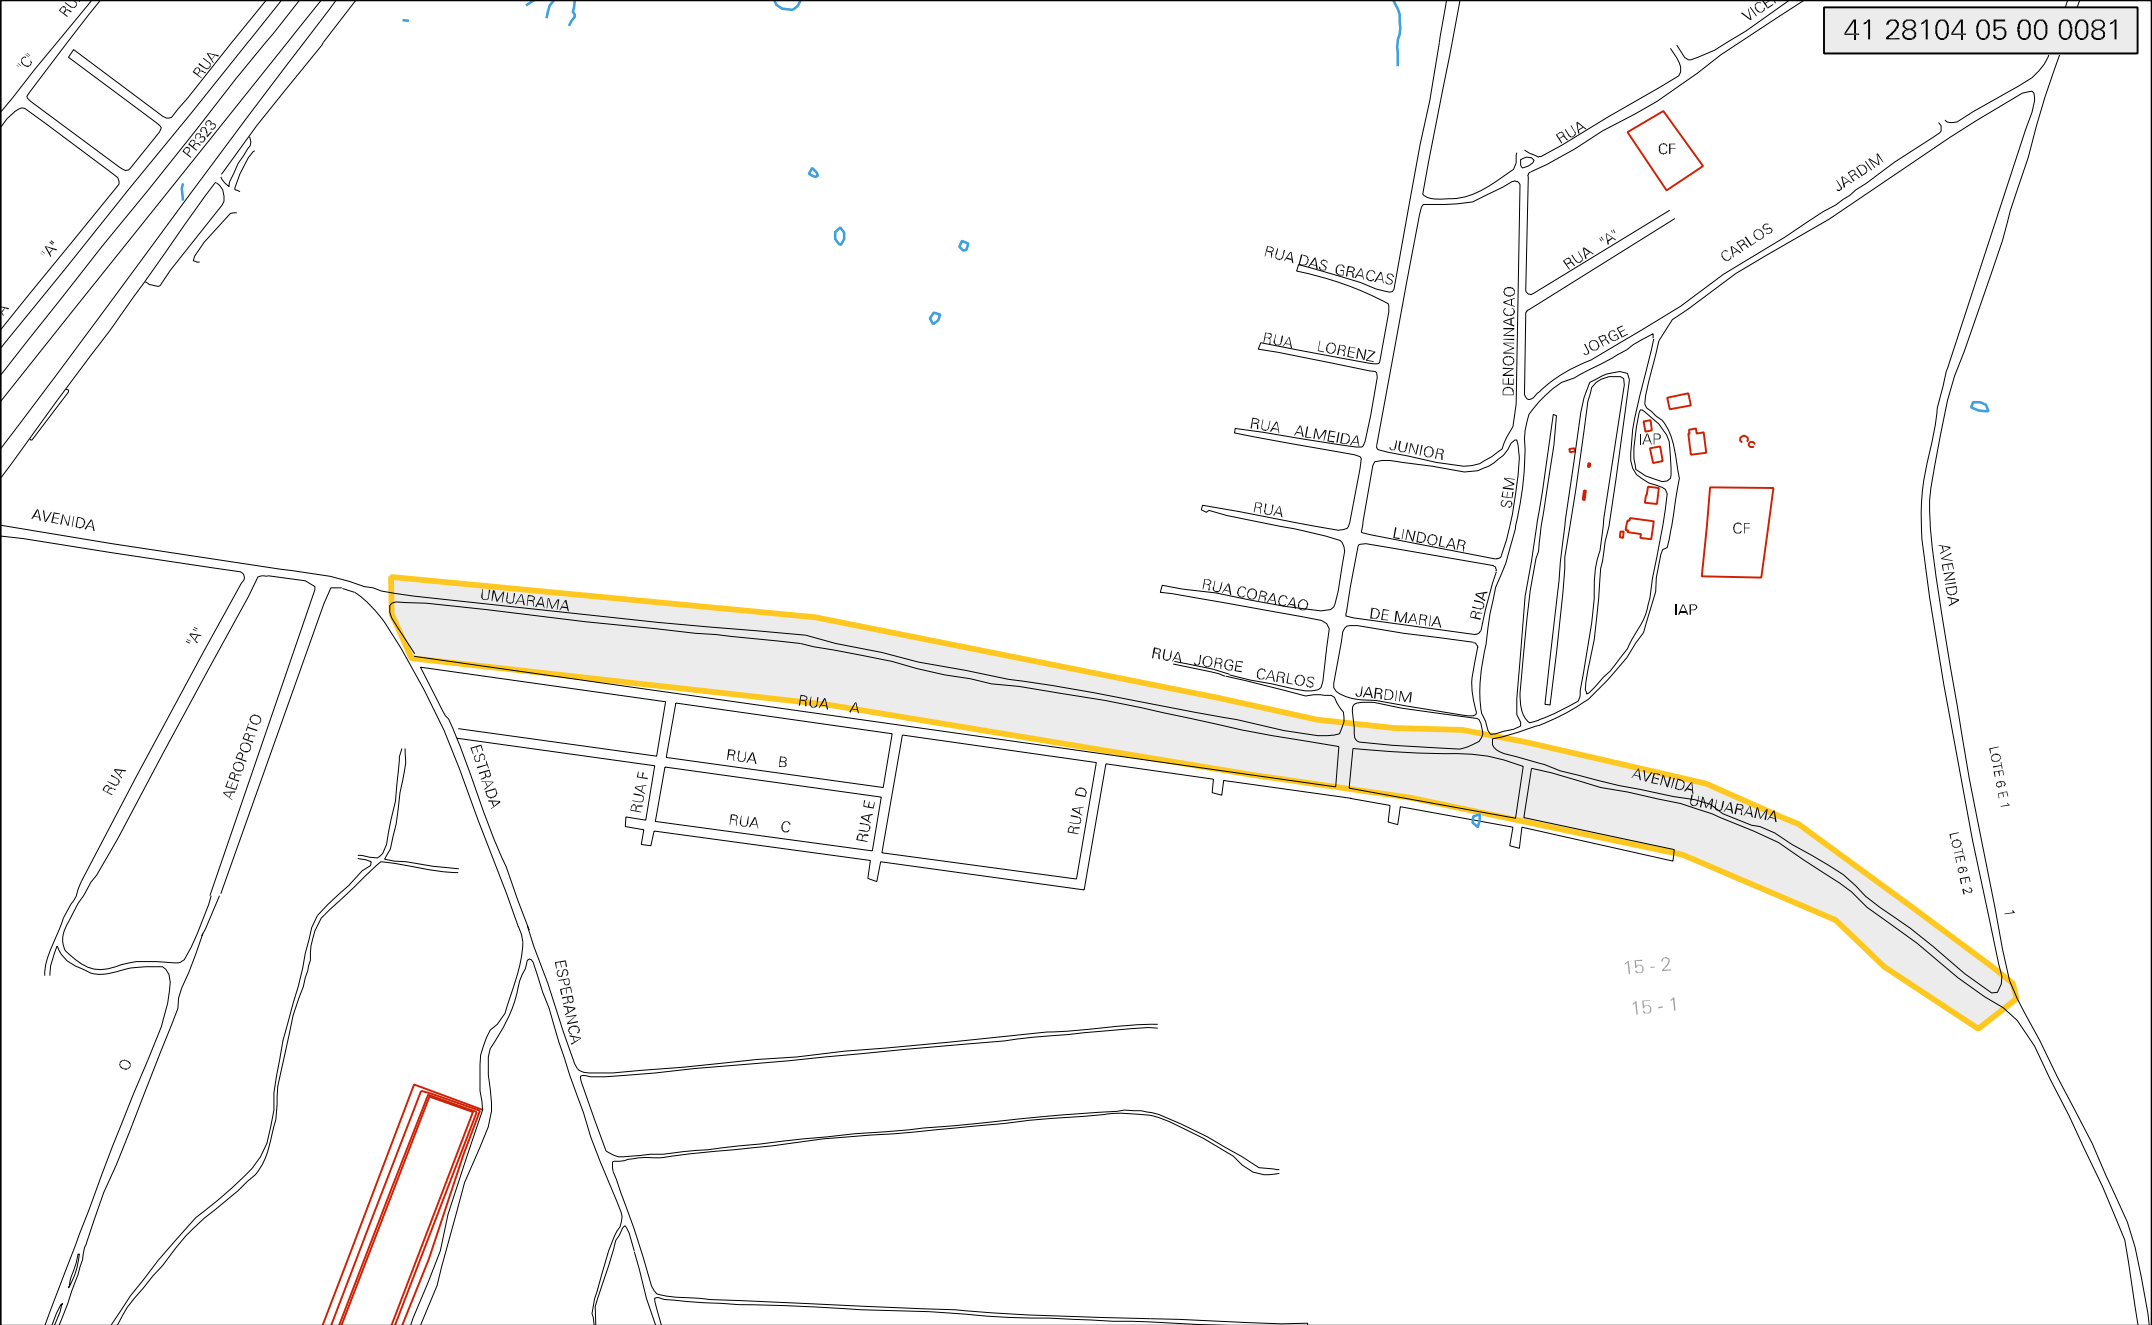 41 28104 05 00 0081
RUA
"C"
RUA
PR323
"A"
RUA
CF
JARDIM
CARLOS
RUA "A"
RUA DAS GRACAS
DENOMINACAO
JORGE
RUA LORENZ
RUA ALMEIDA
JUNIOR
IAP
SEM
RUA
LINDOLAR
CF
AVENIDA
AVENIDA
UMUARAMA
RUA CORACAO
DE MARIA
RUA
IAP
"A"
RUA JORGE CARLOS
JARDIM
RUA A
AEROPORTO
RUA
ESTRADA
RUA B
RUA F
RUA C
RUA E
RUA D
AVENIDA
UMUARAMA
LOTE 6 E 1
LOTE 6 E 2
1
15 - 2
15 - 1
ESPERANCA
O